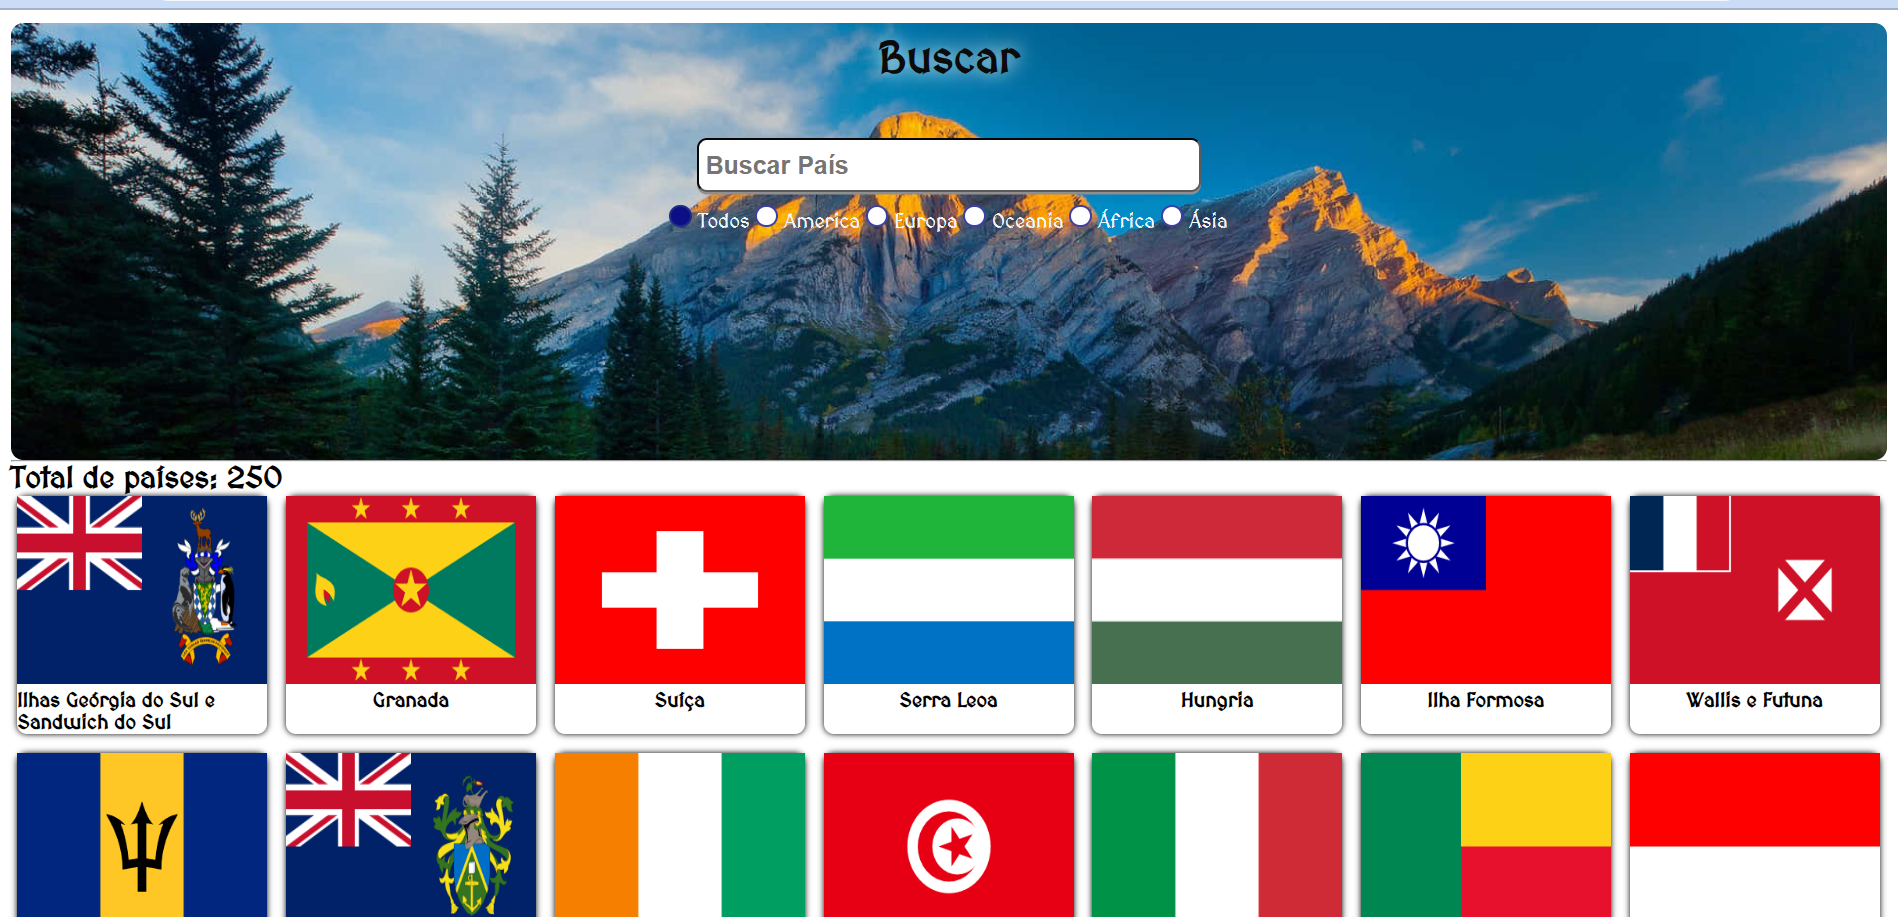 Buscar
Buscar País
Todos America Europa Oceania África Ásia
Total de países: 250
Ilhas Geórgia do Sul e
Sandwich do Sul
Granada
Suíça
Serra Leoa
Hungria
Ilha Formosa
Wallis e Futuna